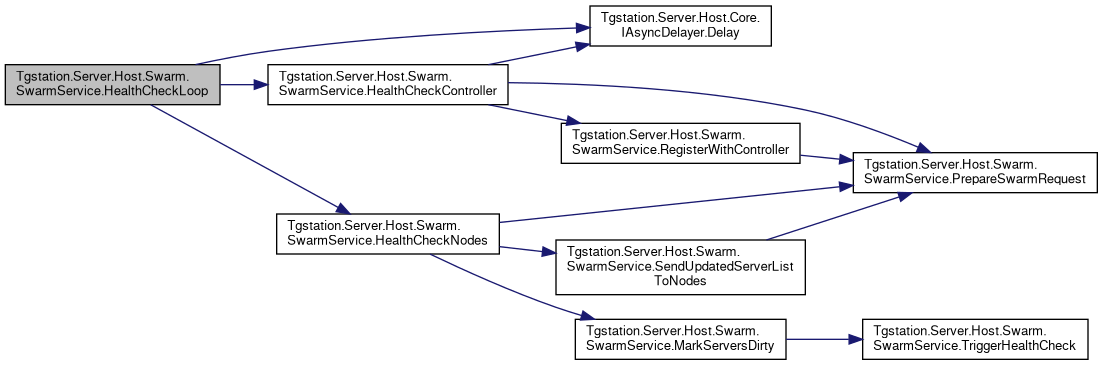 Tgstation.Server.Host.Swarm.
SwarmService.HealthCheckLoop
Tgstation.Server.Host.Core.
IAsyncDelayer.Delay
Tgstation.Server.Host.Swarm.
SwarmService.HealthCheckController
Tgstation.Server.Host.Swarm.
SwarmService.RegisterWithController
Tgstation.Server.Host.Swarm.
SwarmService.PrepareSwarmRequest
Tgstation.Server.Host.Swarm.
SwarmService.HealthCheckNodes
Tgstation.Server.Host.Swarm.
SwarmService.SendUpdatedServerList
ToNodes
Tgstation.Server.Host.Swarm.
SwarmService.MarkServersDirty
Tgstation.Server.Host.Swarm.
SwarmService.TriggerHealthCheck